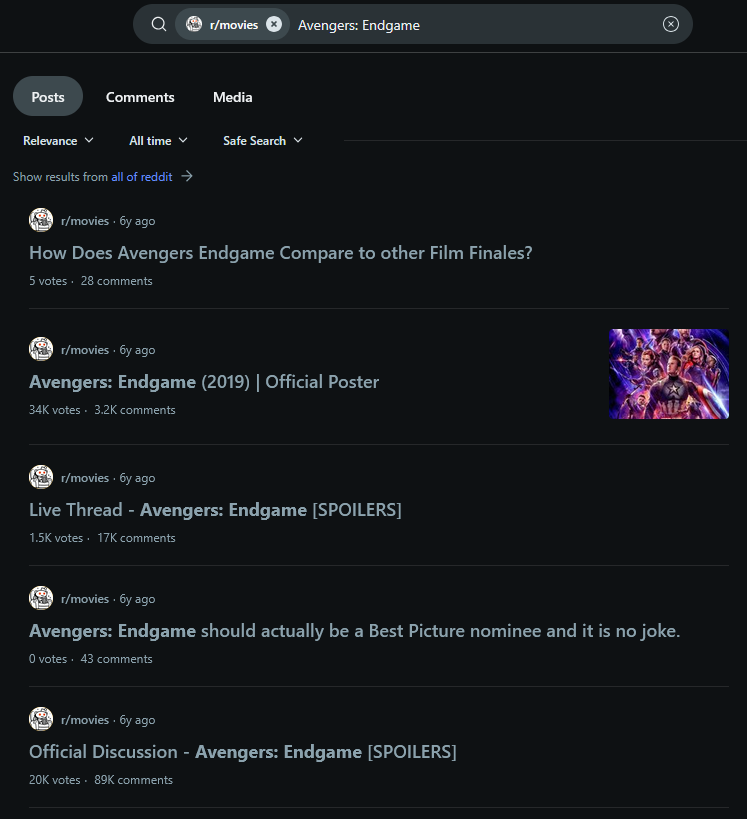 r/movies Avengers: Endgame
Posts Comments Media
Relevance All time Safe Search
Show results from all of reddit
r/movies · 6y ago
How Does Avengers Endgame Compare to other Film Finales?
5 votes · 28 comments
r/movies · 6y ago
Avengers: Endgame (2019) | Official Poster
34K votes · 3.2K comments
r/movies · 6y ago
Live Thread - Avengers: Endgame [SPOILERS]
1.5K votes · 17K comments
r/movies · 6y ago
Avengers: Endgame should actually be a Best Picture nominee and it is no joke.
0 votes · 43 comments
r/movies · 6y ago
Official Discussion - Avengers: Endgame [SPOILERS]
20K votes · 89K comments